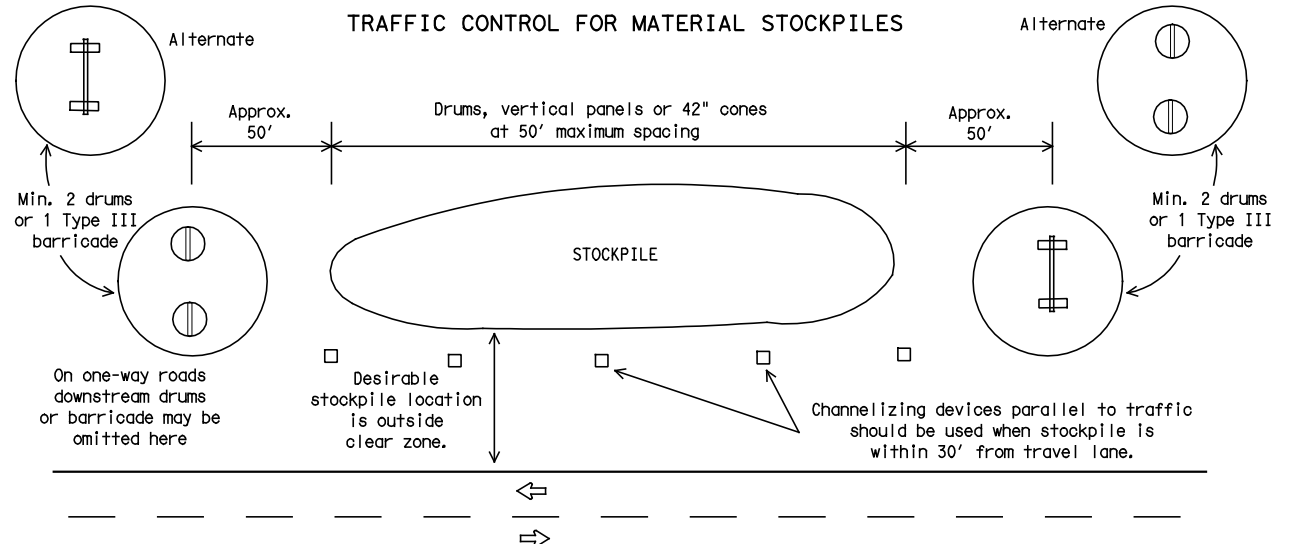 TRAFFIC CONTROL FOR MATERIAL STOCKPILES
Alternate
Alternate
Approx.
50'
Drums, vertical panels or 42" cones
at 50' maximum spacing
Approx.
50'
Min. 2 drums
or 1 Type III
barricade
Min. 2 drums
or 1 Type III
barricade
STOCKPILE
On one-way roads
downstream drums
or barricade may be
omitted here
Desirable
stockpile location
is outside
clear zone.
Channelizing devices parallel to traffic
should be used when stockpile is
within 30' from travel lane.